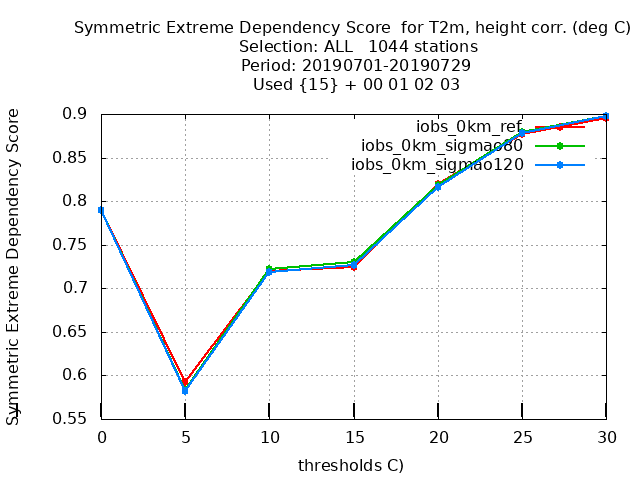 Symmetric Extreme Dependency Score for T2m, height corr. (deg C)
Selection: ALL 1044 stations
Period: 20190701-20190729
Used {15} + 00 01 02 03
Symmetric Extreme Dependency Score
0.9
0.85
0.8
0.75
0.7
0.65
0.6
0.55
iobs_0km_ref
iobs_0km_sigmao80
iobs_0km_sigmao120
0 5 10 15 20 25 30
thresholds C)